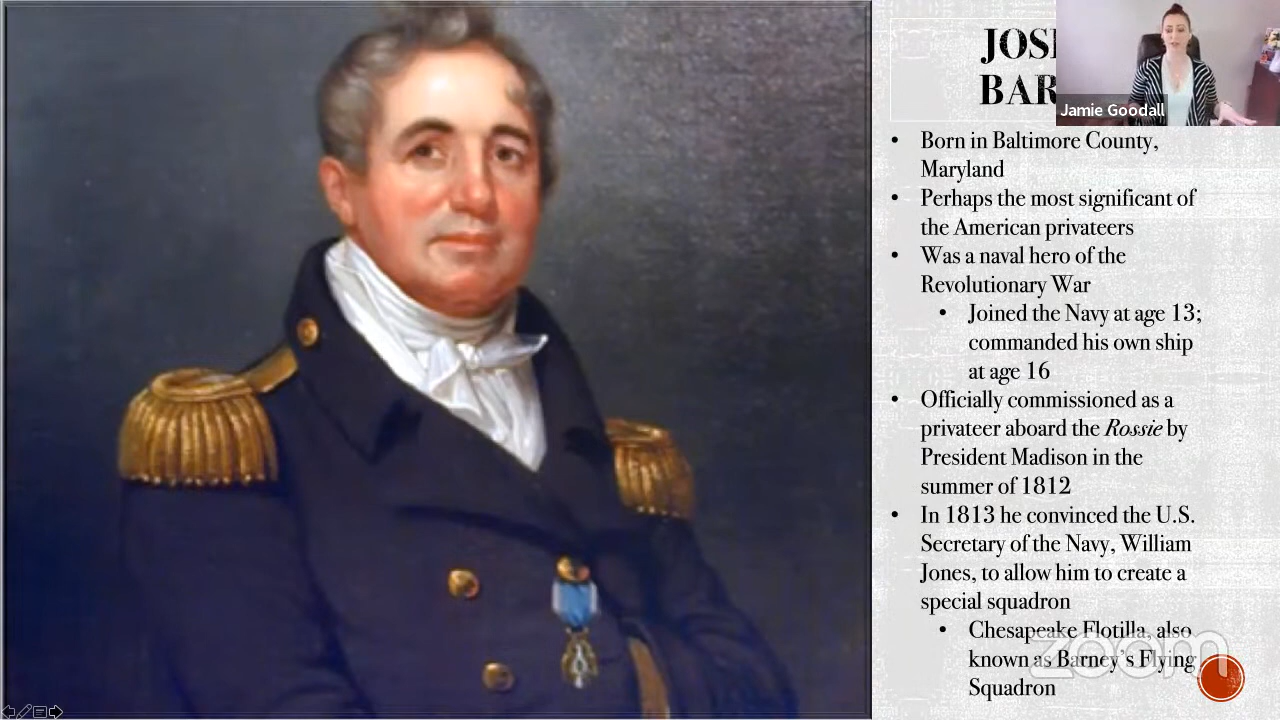 JOSH
BAR
Jamie Goodall
• Born in Baltimore County,
Maryland
• Perhaps the most significant of
the American privateers
• Was a naval hero of the
Revolutionary War
• Joined the Navy at age 13;
commanded his own ship
at age 16
• Officially commissioned as a
privateer aboard the Rossie by
President Madison in the
summer of 1812
• In 1813 he convinced the U.S.
Secretary of the Navy, William
Jones, to allow him to create a
special squadron
• Chesapeake Flotilla, also
known as Barney's Flying
Squadron
zoom